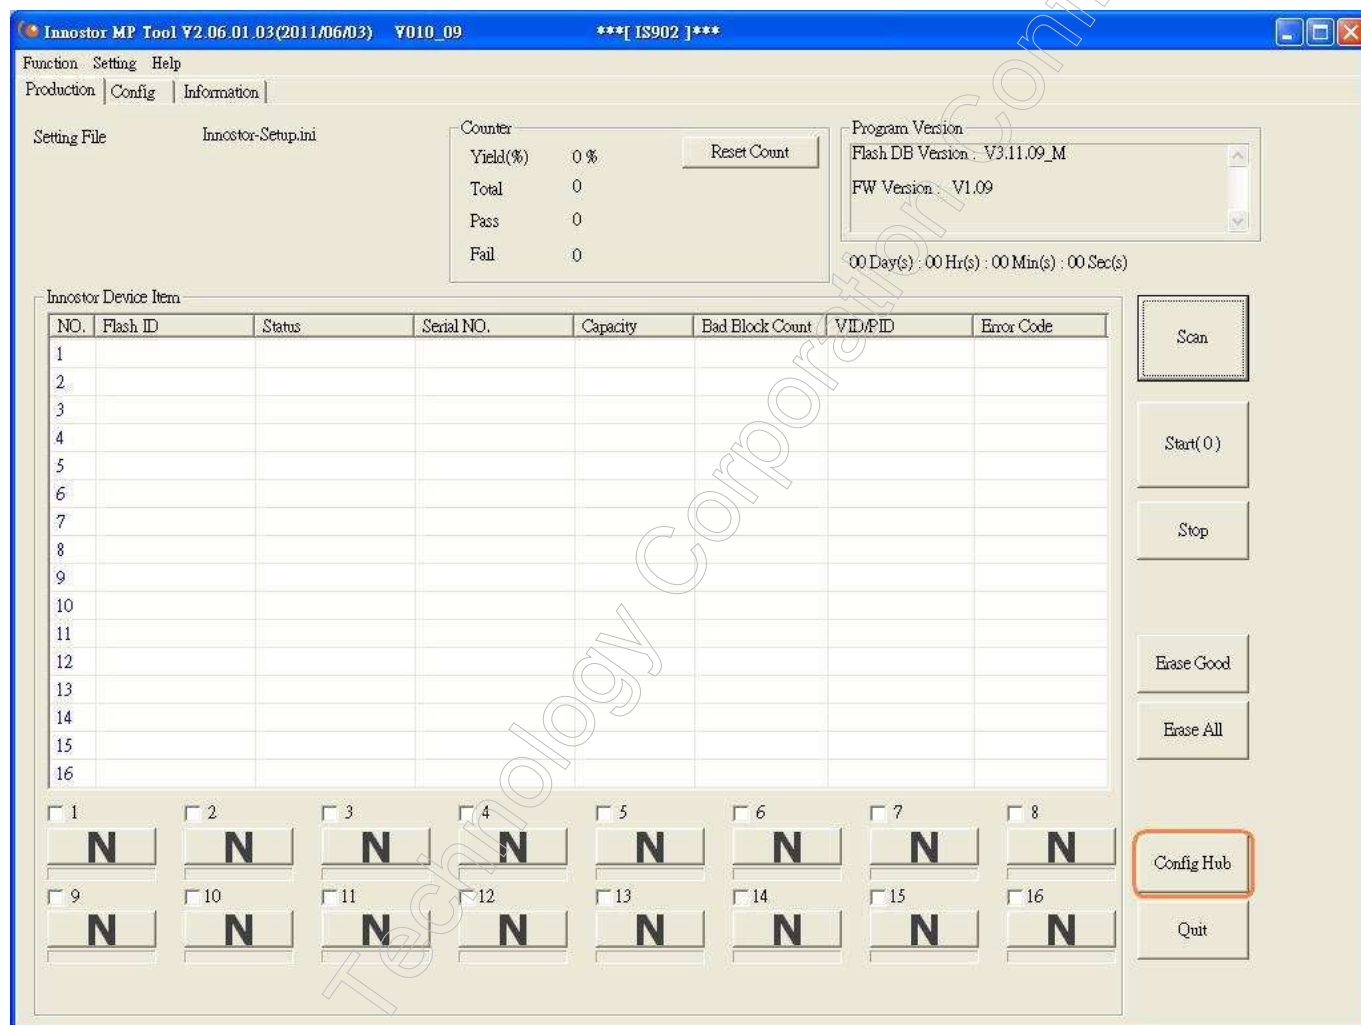 Innostor MP Tool V2.06.01.03(2011/06/03) V010_09 ***[ IS902 ]***
Function Setting Help
Production Config Information
Setting File Innostor-Setup.ini
Counter
Yield(%) 0 %
Reset Count
Total 0
Pass 0
Fail 0
Program Version
Flash DB Version : V3.11.09_M
FW Version : V1.09
00 Day(s) : 00 Hr(s) : 00 Min(s) : 00 Sec(s)
Innostor Device Item
NO. Flash ID Status Serial NO. Capacity Bad Block Count VID/PID Error Code
1
2
3
4
5
6
7
8
9
10
11
12
13
14
15
16
Scan
Start( 0 )
Stop
Erase Good
Erase All
Config Hub
Quit
1 2 3 4 5 6 7 8
N N N N N N N N
9 10 11 12 13 14 15 16
N N N N N N N N
Technology Corporation